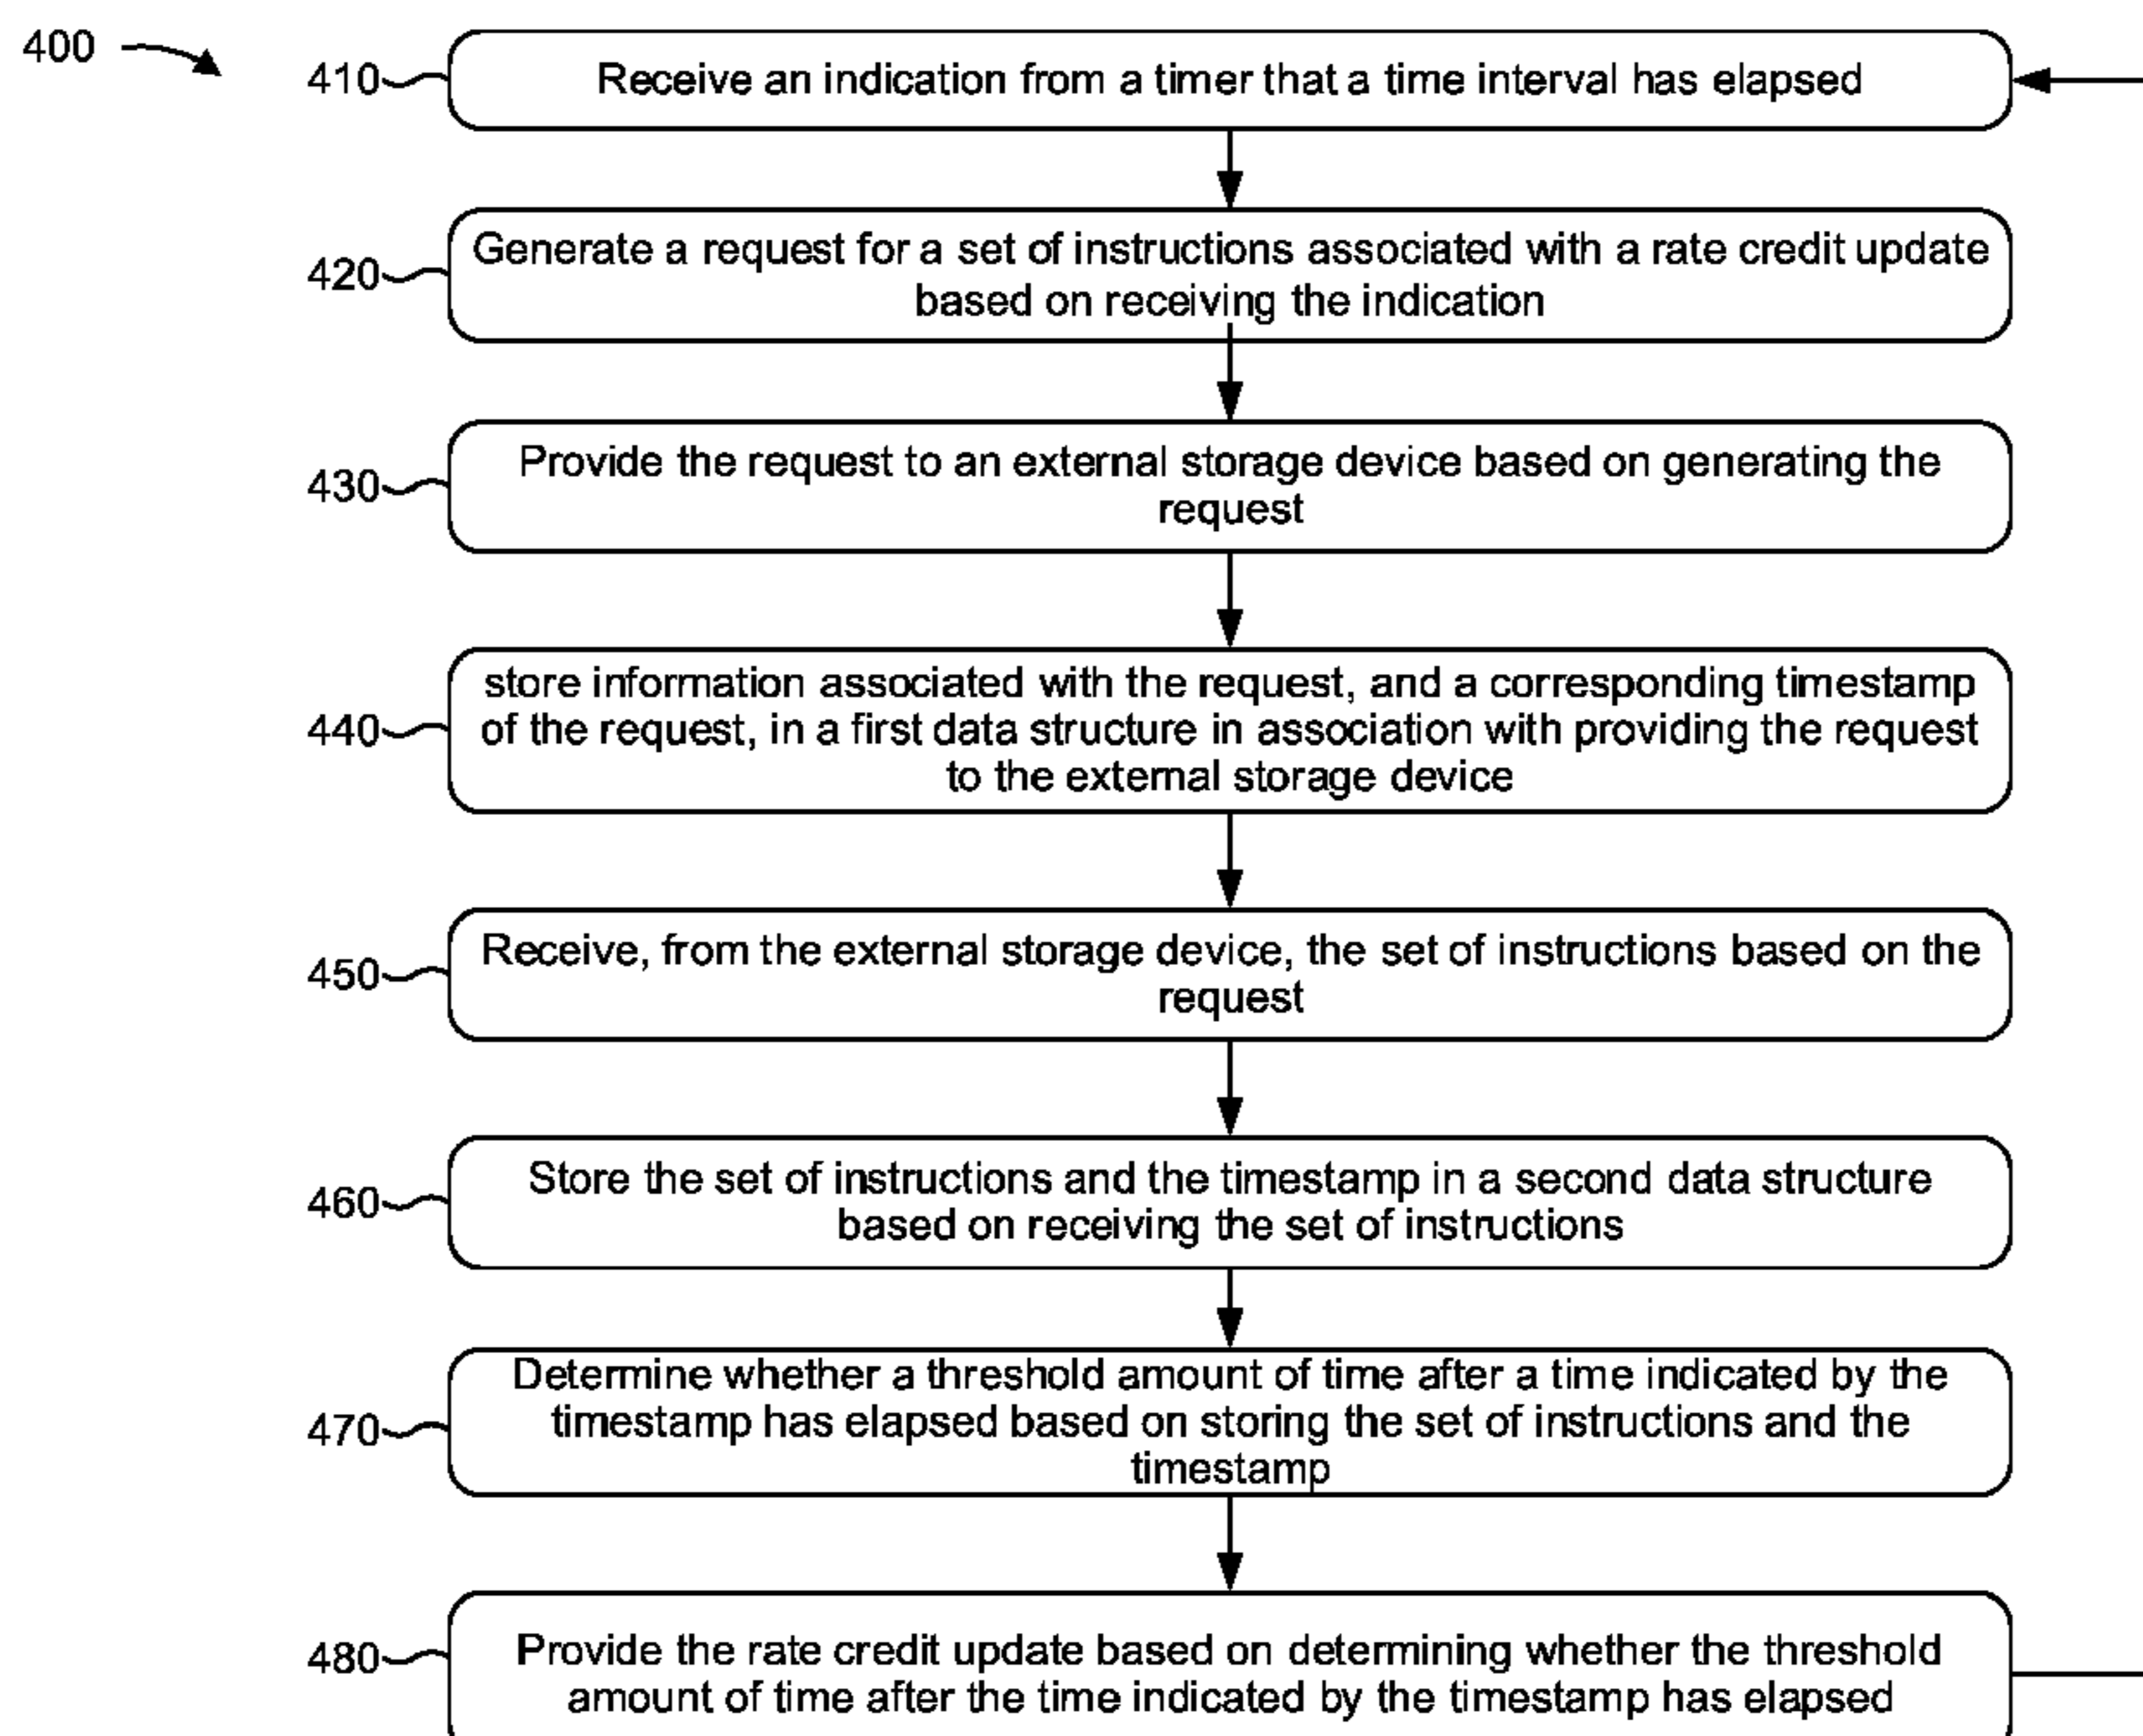 400
410
Receive an indication from a timer that a time interval has elapsed
420
Generate a request for a set of instructions associated with a rate credit update
based on receiving the indication
430
Provide the request to an external storage device based on generating the
request
440
store information associated with the request, and a corresponding timestamp
of the request, in a first data structure in association with providing the request
to the external storage device
450
Receive, from the external storage device, the set of instructions based on the
request
460
Store the set of instructions and the timestamp in a second data structure
based on receiving the set of instructions
470
Determine whether a threshold amount of time after a time indicated by the
timestamp has elapsed based on storing the set of instructions and the
timestamp
480
Provide the rate credit update based on determining whether the threshold
amount of time after the time indicated by the timestamp has elapsed